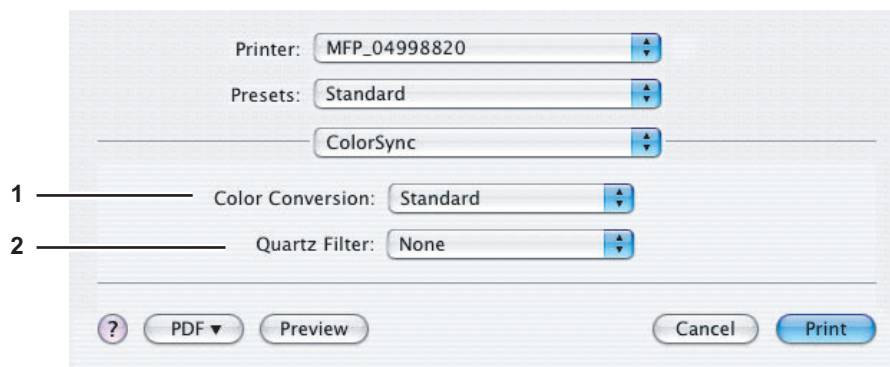 Printer: MFP_04998820
Presets: Standard
ColorSync
1 Color Conversion: Standard
2 Quartz Filter: None
? PDF ▼ Preview Cancel Print